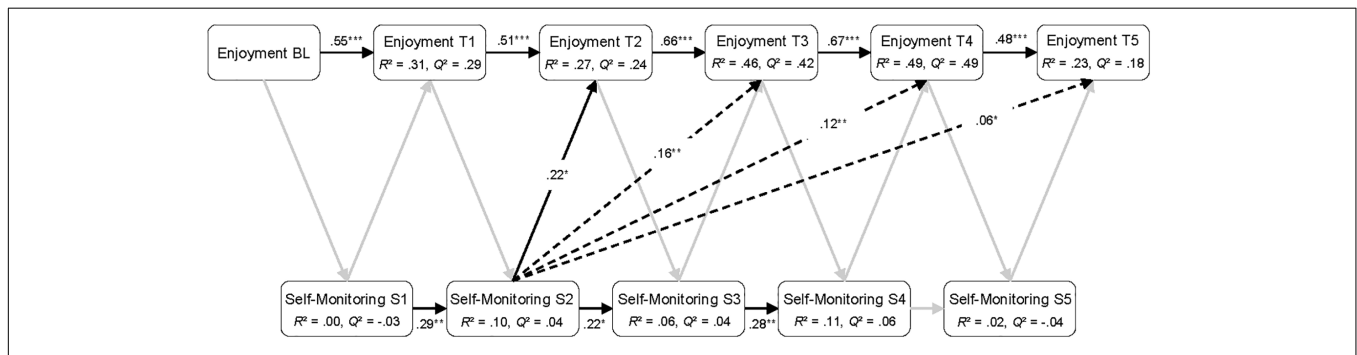 Enjoyment BL
.55***
Enjoyment T1
R² = .31, Q² = .29
.51***
Enjoyment T2
R² = .27, Q² = .24
.66***
Enjoyment T3
R² = .46, Q² = .42
.67***
Enjoyment T4
R² = .49, Q² = .49
.48***
Enjoyment T5
R² = .23, Q² = .18
.22*
.16**
.12**
.06*
Self-Monitoring S1
R² = .00, Q² = -.03
.29**
Self-Monitoring S2
R² = .10, Q² = .04
.22*
Self-Monitoring S3
R² = .06, Q² = .04
.28**
Self-Monitoring S4
R² = .11, Q² = .06
Self-Monitoring S5
R² = .02, Q² = -.04